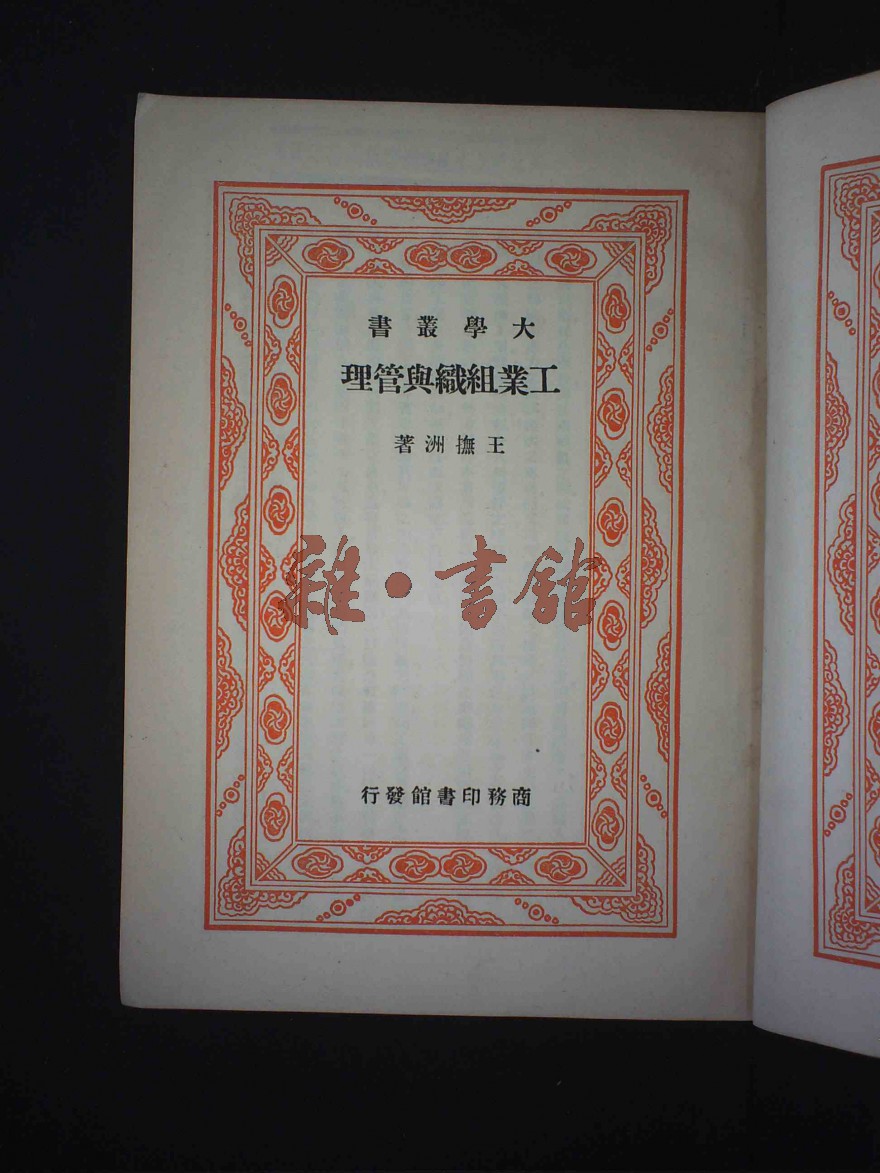 大學叢書
工業組織與管理
王撫洲著
雜·書館
商務印書館發行